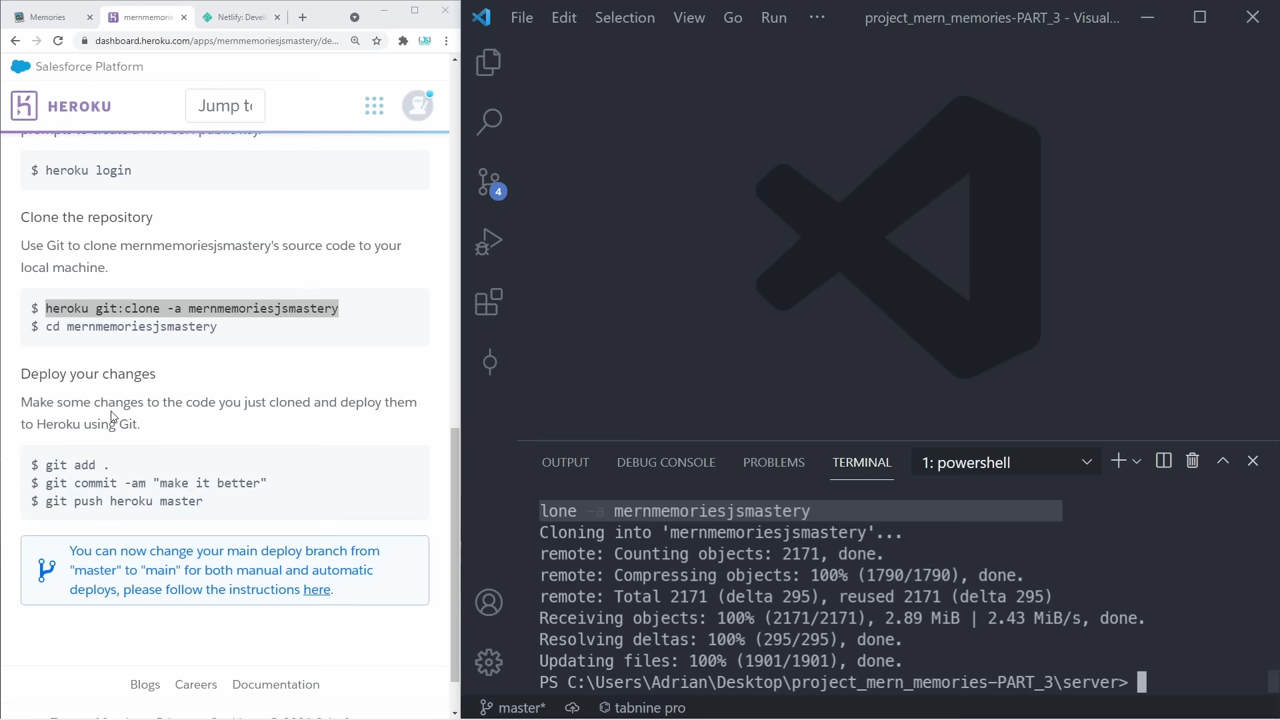 Memories
mernmemori
Netlify: Devel
dashboard.heroku.com/apps/mernmemoriesjsmastery/de...
Salesforce Platform
HEROKU
Jump to
$ heroku login
Clone the repository
Use Git to clone mernmemoriesjsmastery's source code to your
local machine.
$ heroku git:clone -a mernmemoriesjsmastery
$ cd mernmemoriesjsmastery
Deploy your changes
Make some changes to the code you just cloned and deploy them
to Heroku using Git.
$ git add .
$ git commit -am "make it better"
$ git push heroku master
You can now change your main deploy branch from
"master" to "main" for both manual and automatic
deploys, please follow the instructions here.
Blogs Careers Documentation
File Edit Selection View Go Run ··· project_mern_memories-PART_3 - Visual...
4
OUTPUT DEBUG CONSOLE PROBLEMS TERMINAL 1: powershell
lone -a mernmemoriesjsmastery
Cloning into 'mernmemoriesjsmastery'...
remote: Counting objects: 2171, done.
remote: Compressing objects: 100% (1790/1790), done.
remote: Total 2171 (delta 295), reused 2171 (delta 295)
Receiving objects: 100% (2171/2171), 2.89 MiB | 2.43 MiB/s, done.
Resolving deltas: 100% (295/295), done.
Updating files: 100% (1901/1901), done.
PS C:\Users\Adrian\Desktop\project_mern_memories-PART_3\server>
master* tabnine pro